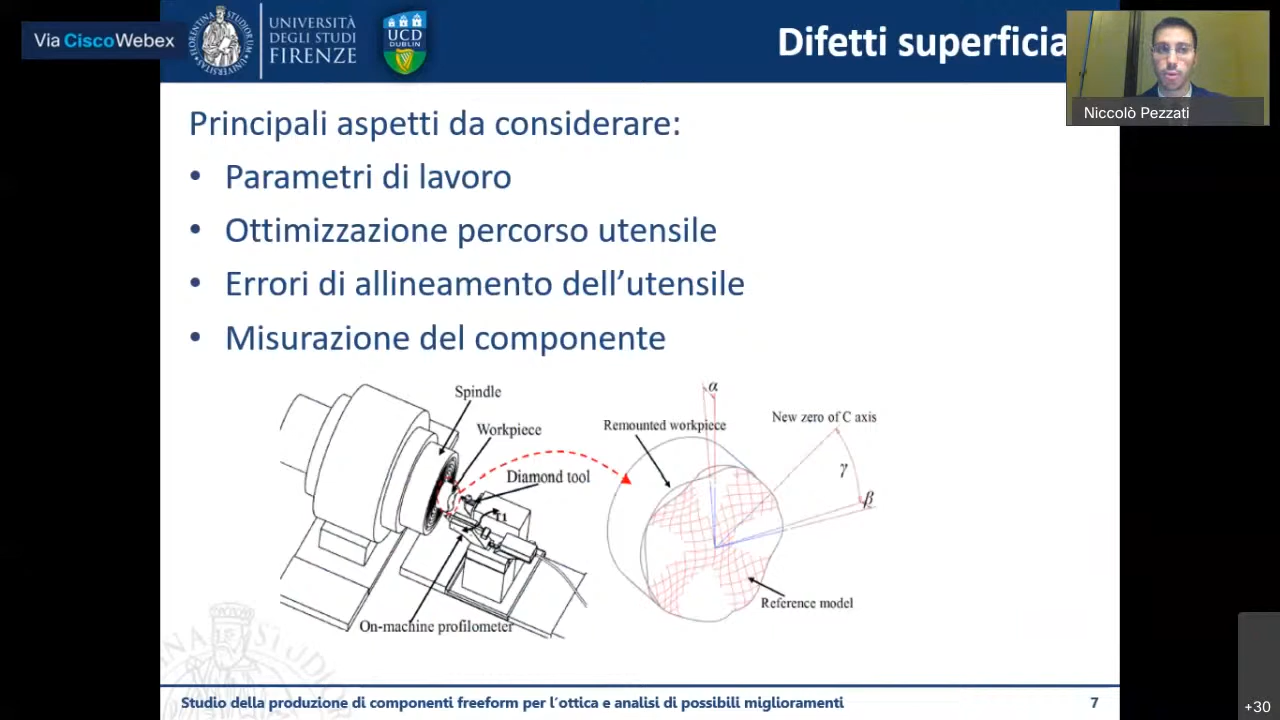 Via Cisco Webex
UNIVERSITÀ
DEGLI STUDI
FIRENZE
UCD
DUBLIN
Difetti superficia
Niccolò Pezzati
Principali aspetti da considerare:
• Parametri di lavoro
• Ottimizzazione percorso utensile
• Errori di allineamento dell’utensile
• Misurazione del componente
Spindle
Workpiece
Diamond tool
On-machine profilometer
α
Remounted workpiece
New zero of C axis
γ
β
Reference model
Studio della produzione di componenti freeform per l’ottica e analisi di possibili miglioramenti
7
+30